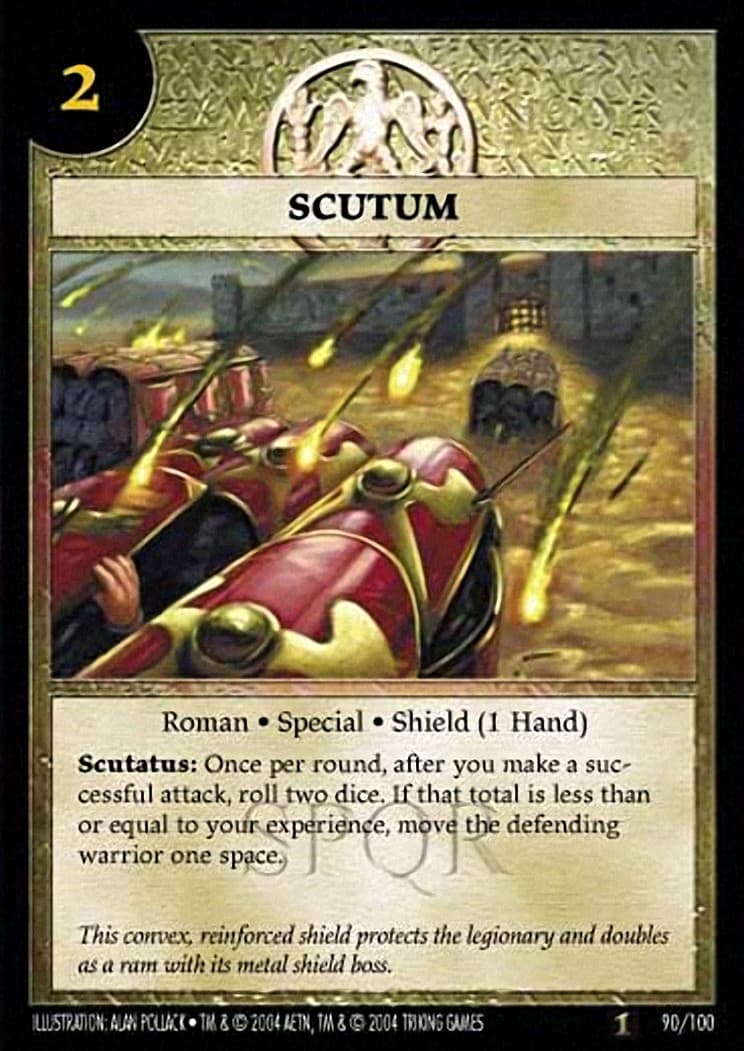 2
SCUTUM
Roman • Special • Shield (1 Hand)
Scutatus: Once per round, after you make a suc-
cessful attack, roll two dice. If that total is less than
or equal to your experience, move the defending
warrior one space.
SPQR
This convex, reinforced shield protects the legionary and doubles
as a ram with its metal shield boss.
ILLUSTRATION: ALAN POLLACK • TM & © 2004 AETN, TM & © 2004 TRIKING GAMES 1 90/100